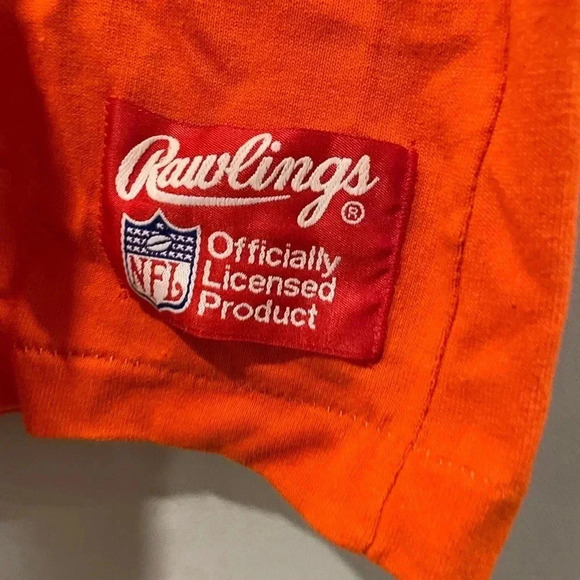 Rawlings ®
NFL
Officially
Licensed
Product